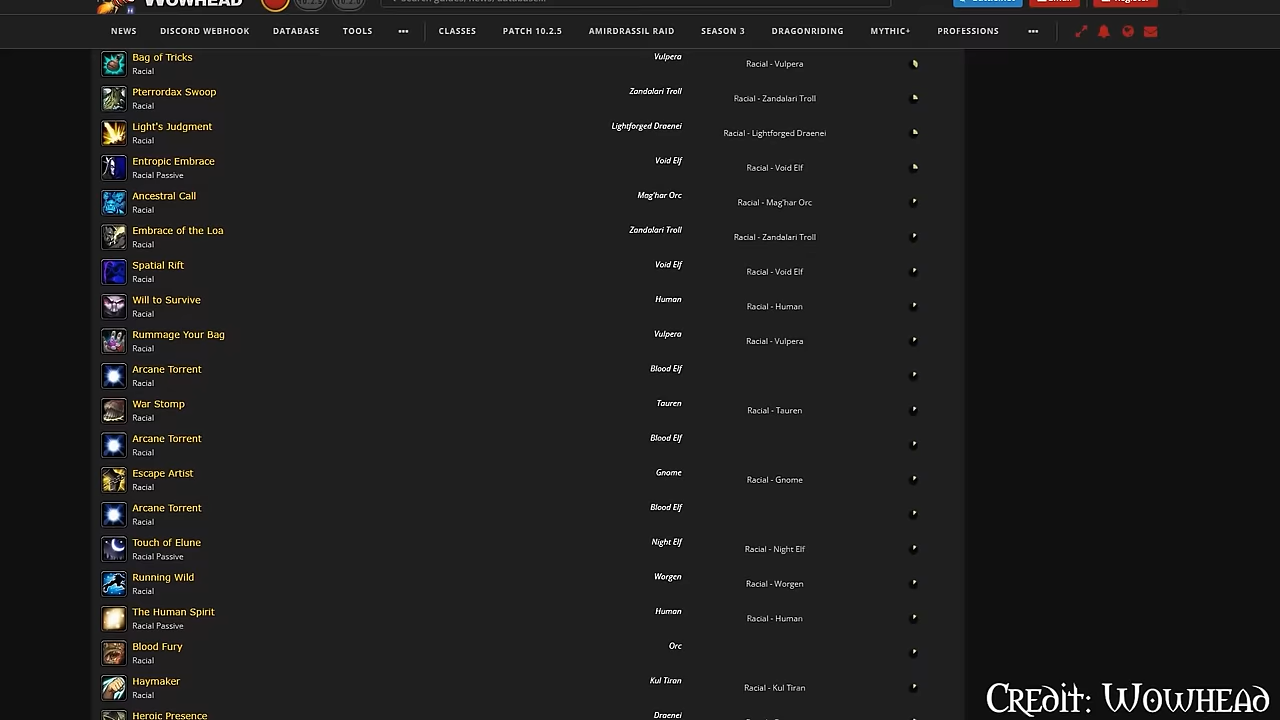 WOWHEAD
NEWS DISCORD WEBHOOK DATABASE TOOLS ••• CLASSES PATCH 10.2.5 AMIRDRASSIL RAID SEASON 3 DRAGONRIDING MYTHIC+ PROFESSIONS •••
Bag of Tricks Vulpera Racial - Vulpera
Racial
Pterrordax Swoop Zandalari Troll Racial - Zandalari Troll
Racial
Light's Judgment Lightforged Draenei Racial - Lightforged Draenei
Racial
Entropic Embrace Void Elf Racial - Void Elf
Racial Passive
Ancestral Call Mag'har Orc Racial - Mag'har Orc
Racial
Embrace of the Loa Zandalari Troll Racial - Zandalari Troll
Racial
Spatial Rift Void Elf Racial - Void Elf
Racial
Will to Survive Human Racial - Human
Racial
Rummage Your Bag Vulpera Racial - Vulpera
Racial
Arcane Torrent Blood Elf
Racial
War Stomp Tauren Racial - Tauren
Racial
Arcane Torrent Blood Elf
Racial
Escape Artist Gnome Racial - Gnome
Racial
Arcane Torrent Blood Elf
Racial
Touch of Elune Night Elf Racial - Night Elf
Racial Passive
Running Wild Worgen Racial - Worgen
Racial
The Human Spirit Human Racial - Human
Racial Passive
Blood Fury Orc
Racial
Haymaker Kul Tiran Racial - Kul Tiran
Racial
Heroic Presence Draenei
Credit: Wowhead